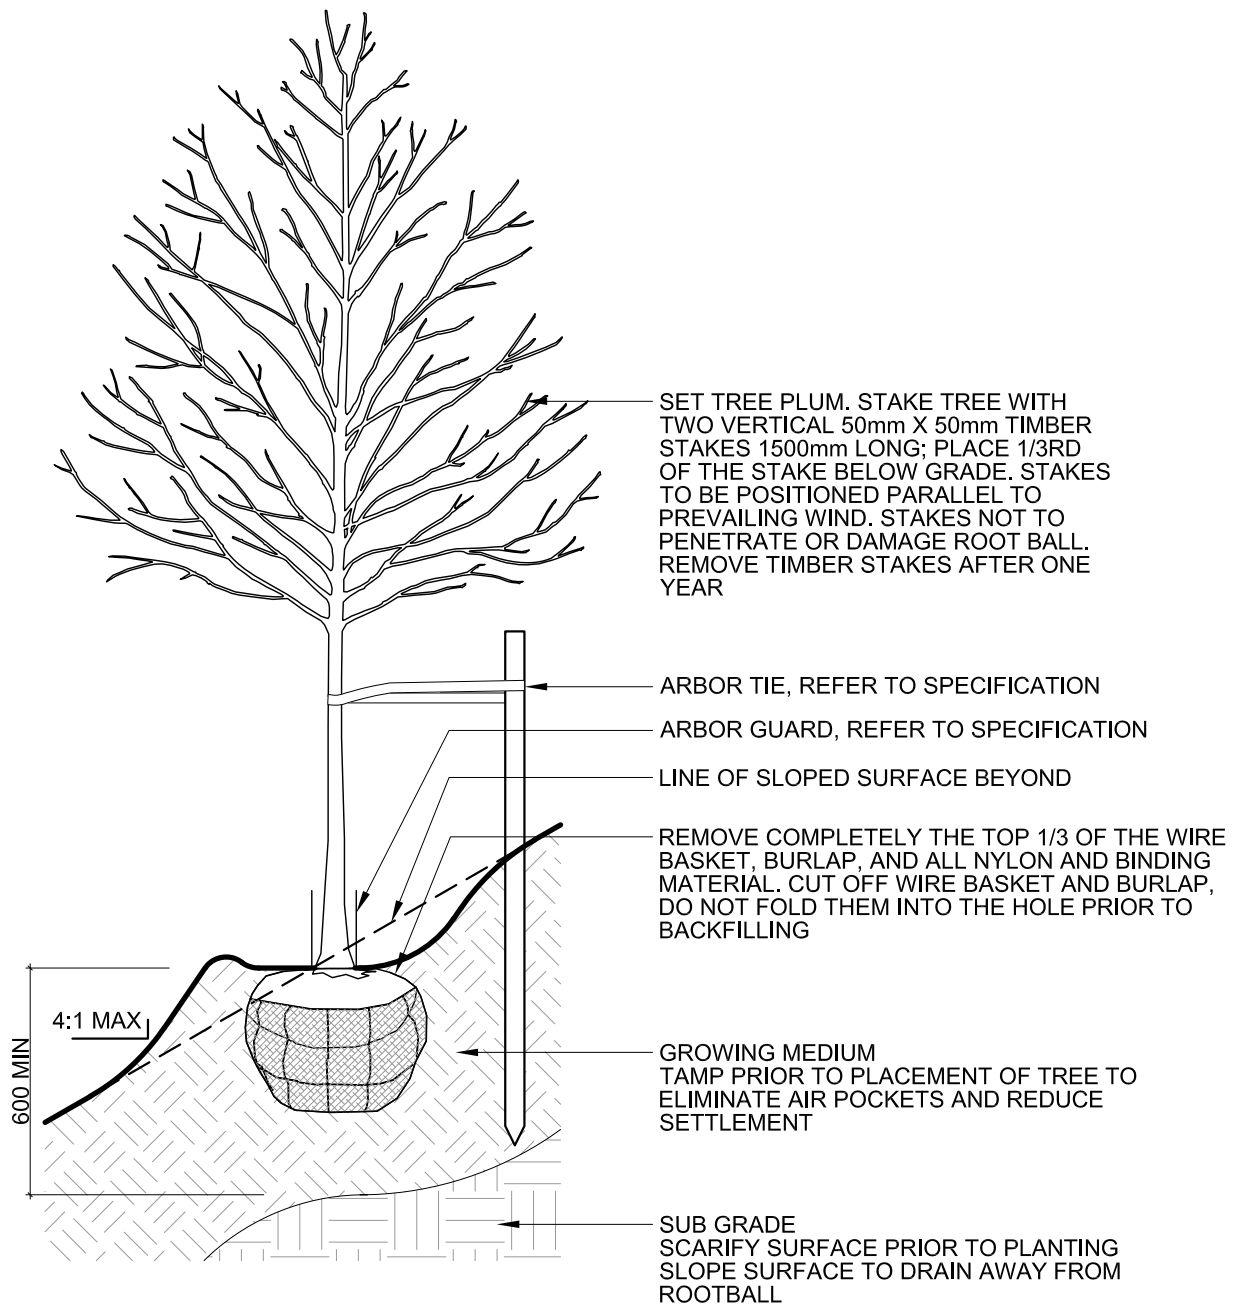 SET TREE PLUM. STAKE TREE WITH
TWO VERTICAL 50mm X 50mm TIMBER
STAKES 1500mm LONG; PLACE 1/3RD
OF THE STAKE BELOW GRADE. STAKES
TO BE POSITIONED PARALLEL TO
PREVAILING WIND. STAKES NOT TO
PENETRATE OR DAMAGE ROOT BALL.
REMOVE TIMBER STAKES AFTER ONE
YEAR
ARBOR TIE, REFER TO SPECIFICATION
ARBOR GUARD, REFER TO SPECIFICATION
LINE OF SLOPED SURFACE BEYOND
REMOVE COMPLETELY THE TOP 1/3 OF THE WIRE
BASKET, BURLAP, AND ALL NYLON AND BINDING
MATERIAL. CUT OFF WIRE BASKET AND BURLAP,
DO NOT FOLD THEM INTO THE HOLE PRIOR TO
BACKFILLING
4:1 MAX
600 MIN
GROWING MEDIUM
TAMP PRIOR TO PLACEMENT OF TREE TO
ELIMINATE AIR POCKETS AND REDUCE
SETTLEMENT
SUB GRADE
SCARIFY SURFACE PRIOR TO PLANTING
SLOPE SURFACE TO DRAIN AWAY FROM
ROOTBALL